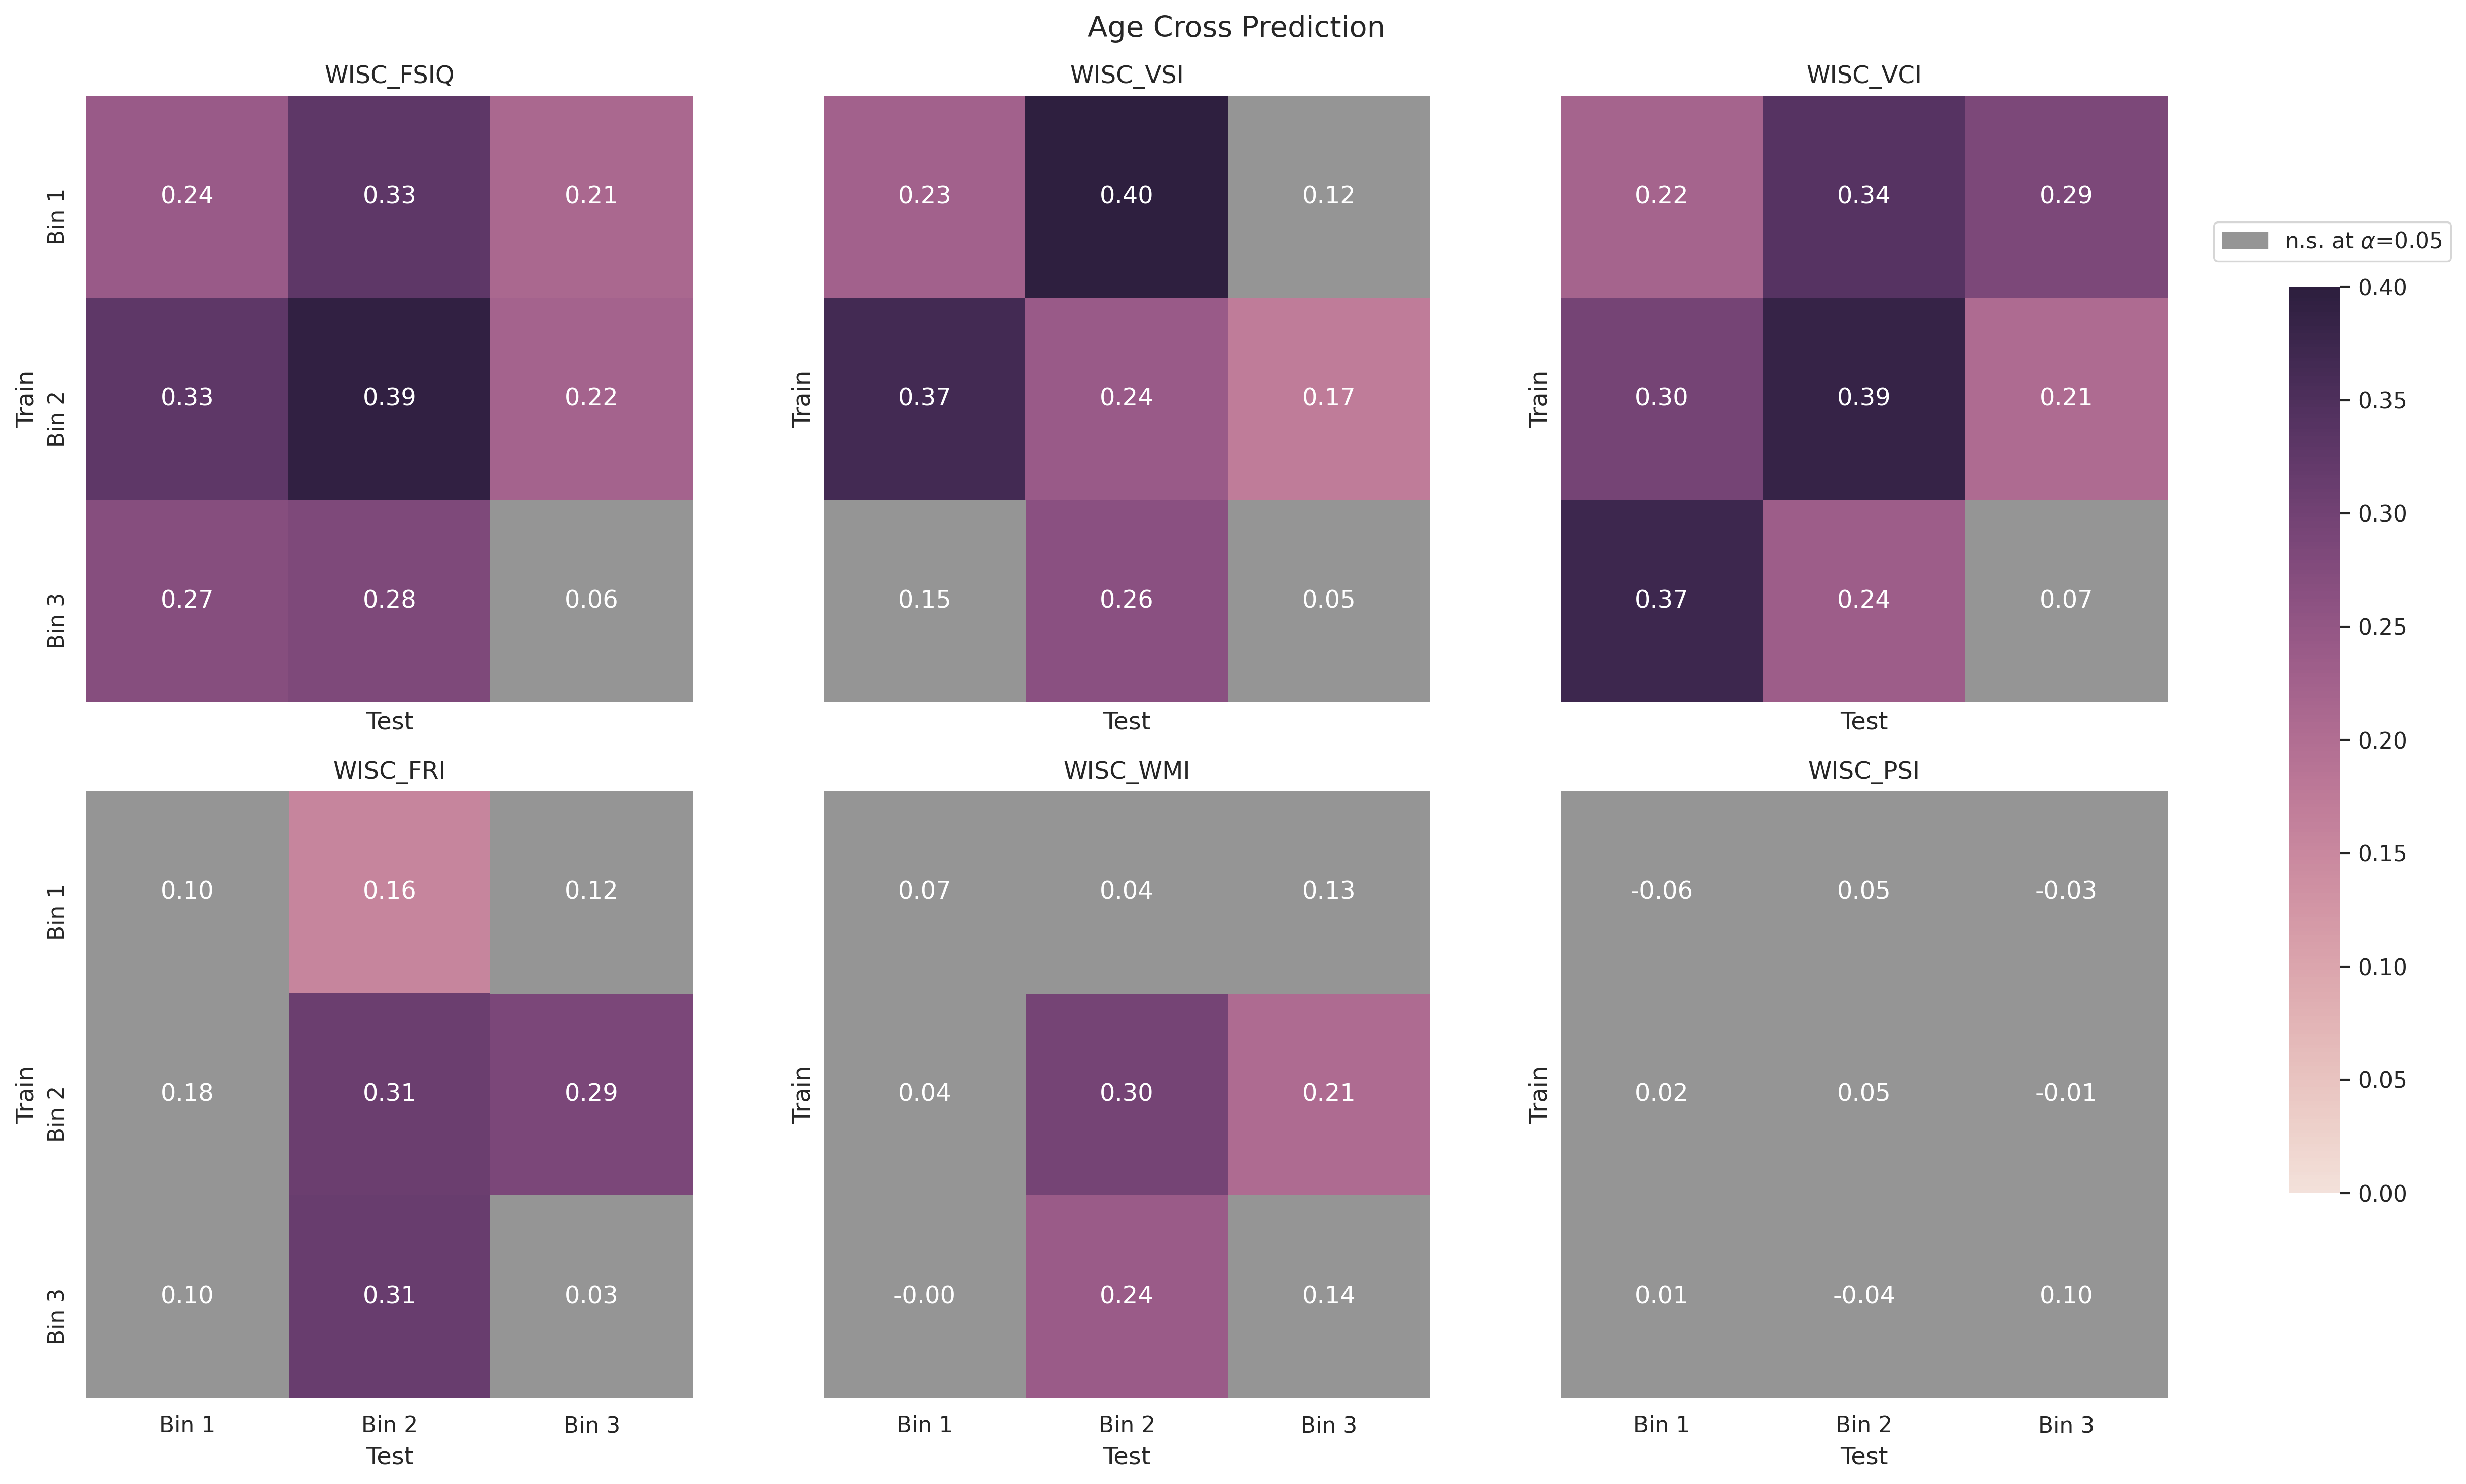 Age Cross Prediction
WISC_FSIQ
WISC_VSI
WISC_VCI
Train
Bin 1
0.24 0.33 0.21
Bin 2
0.33 0.39 0.22
Bin 3
0.27 0.28 0.06
Test
Train
0.23 0.40 0.12
0.37 0.24 0.17
0.15 0.26 0.05
Test
Train
0.22 0.34 0.29
0.30 0.39 0.21
0.37 0.24 0.07
Test
n.s. at α=0.05
0.40
0.35
0.30
0.25
0.20
0.15
0.10
0.05
0.00
WISC_FRI
WISC_WMI
WISC_PSI
Train
Bin 1
0.10 0.16 0.12
Bin 2
0.18 0.31 0.29
Bin 3
0.10 0.31 0.03
Bin 1 Bin 2 Bin 3
Test
Train
0.07 0.04 0.13
0.04 0.30 0.21
-0.00 0.24 0.14
Bin 1 Bin 2 Bin 3
Test
Train
-0.06 0.05 -0.03
0.02 0.05 -0.01
0.01 -0.04 0.10
Bin 1 Bin 2 Bin 3
Test